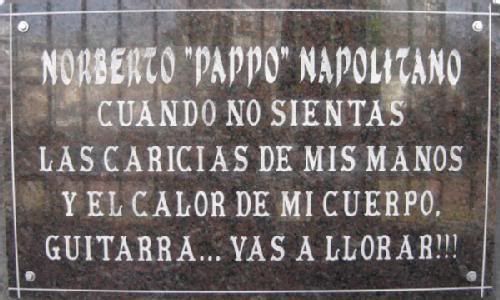 NORBERTO "PAPPO" NAPOLITANO
CUANDO NO SIENTAS
LAS CARICIAS DE MIS MANOS
Y EL CALOR DE MI CUERPO,
GUITARRA... VAS A LLORAR!!!